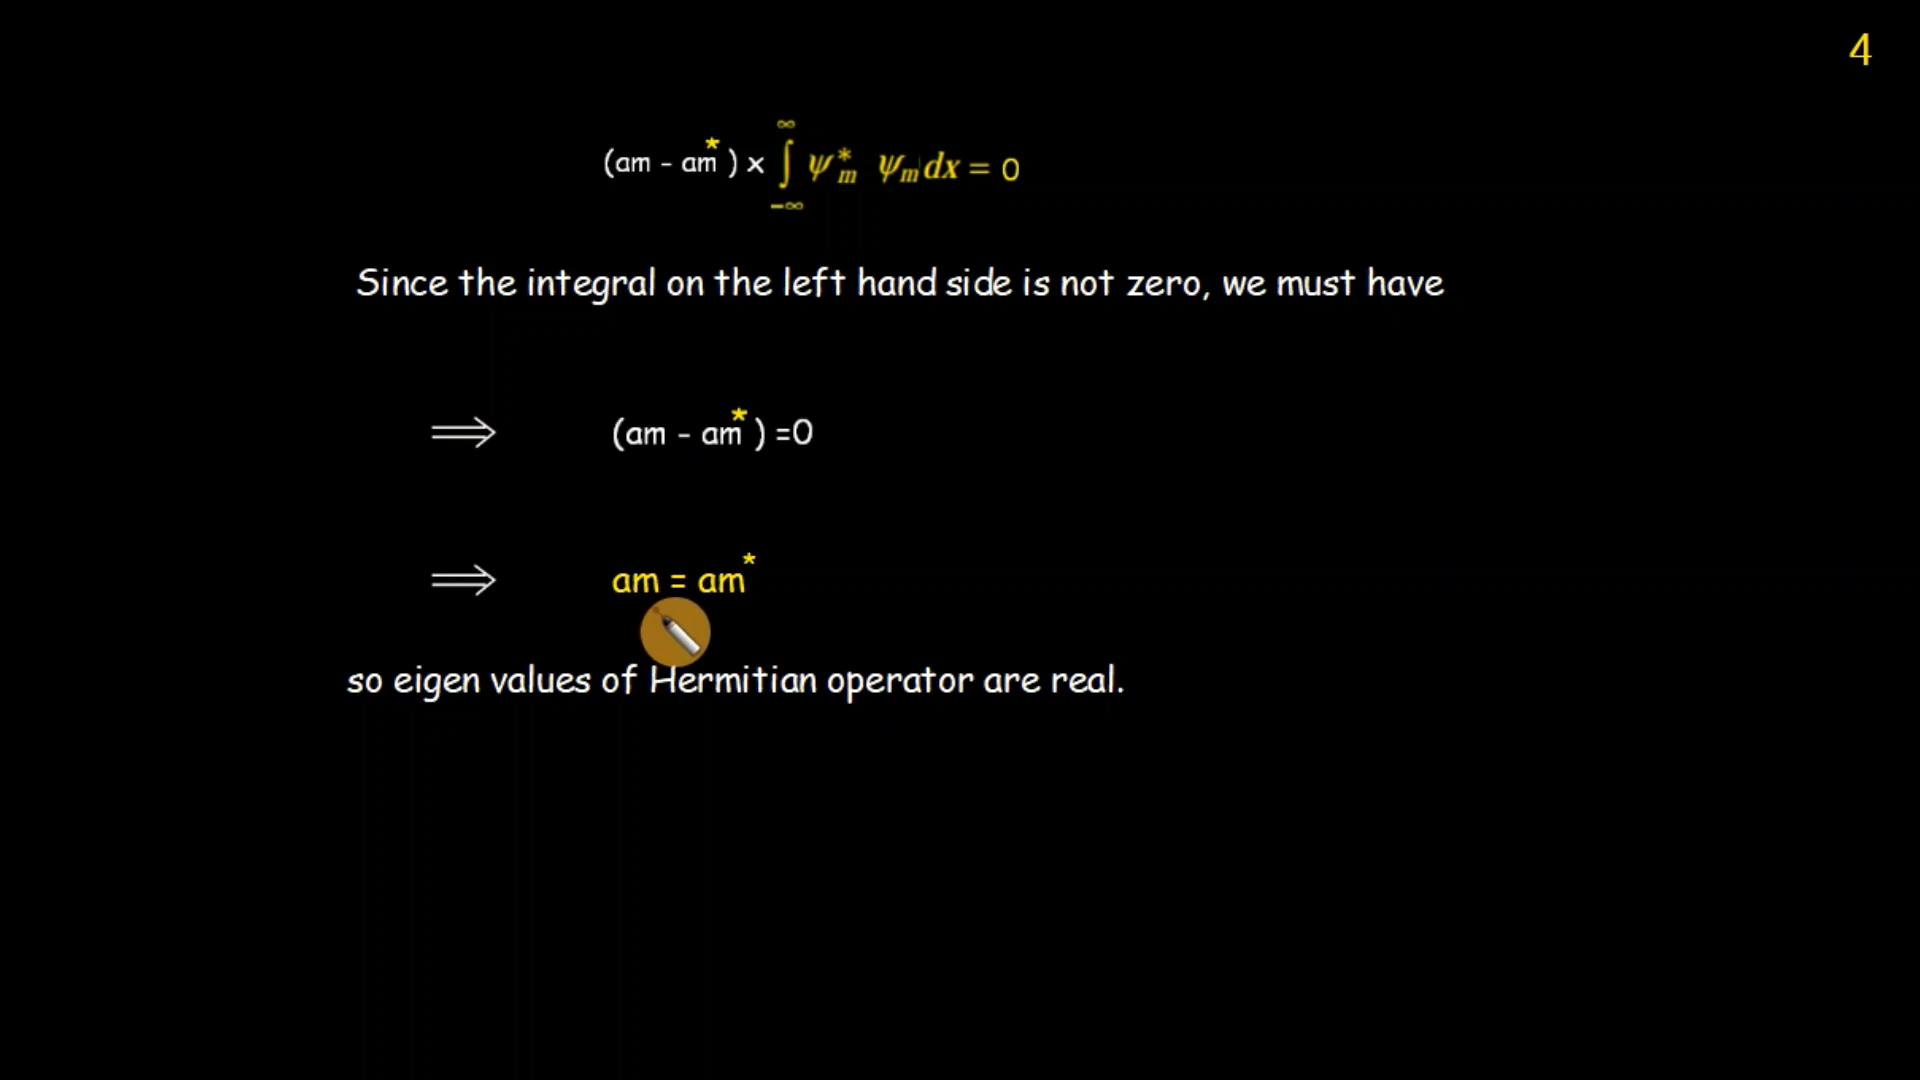 4
(am - am* ) x ∫_{-∞}^{∞} ψ*_m ψ_m dx = 0
Since the integral on the left hand side is not zero, we must have
⟹ (am - am* ) =0
⟹ am = am*
so eigen values of Hermitian operator are real.